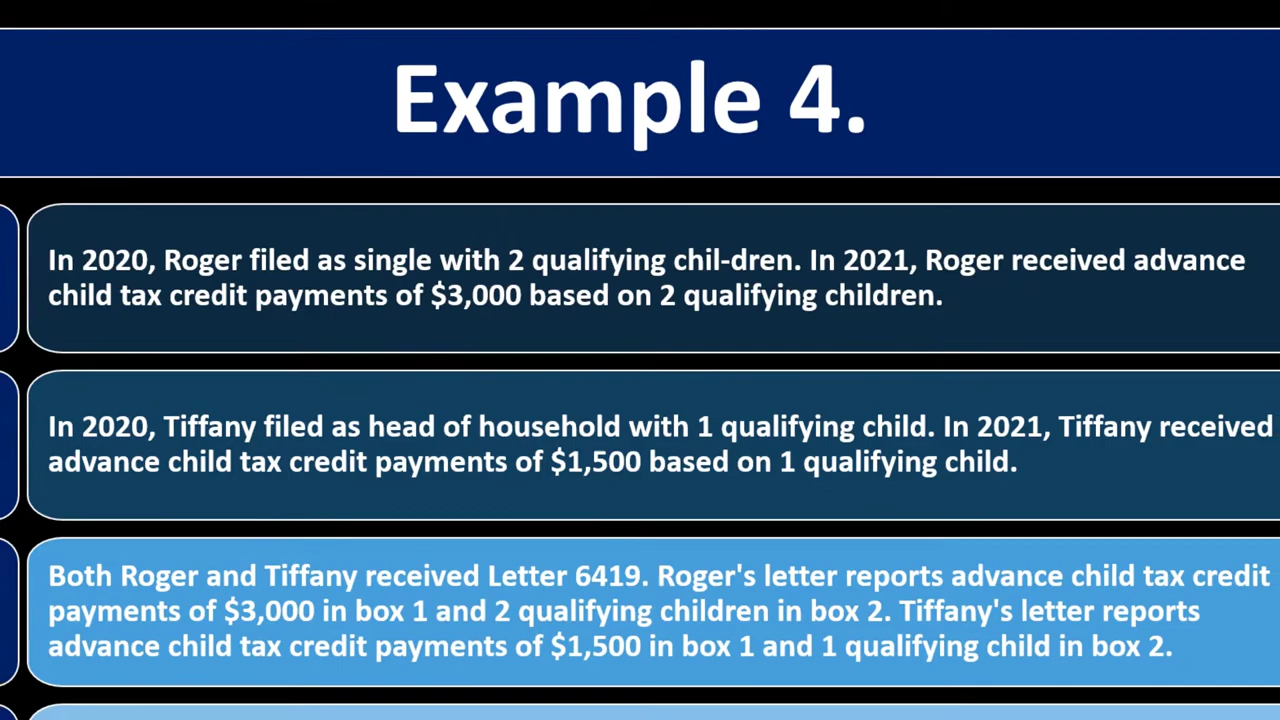 Example 4.
In 2020, Roger filed as single with 2 qualifying chil-dren. In 2021, Roger received advance
child tax credit payments of $3,000 based on 2 qualifying children.
In 2020, Tiffany filed as head of household with 1 qualifying child. In 2021, Tiffany received
advance child tax credit payments of $1,500 based on 1 qualifying child.
Both Roger and Tiffany received Letter 6419. Roger's letter reports advance child tax credit
payments of $3,000 in box 1 and 2 qualifying children in box 2. Tiffany's letter reports
advance child tax credit payments of $1,500 in box 1 and 1 qualifying child in box 2.